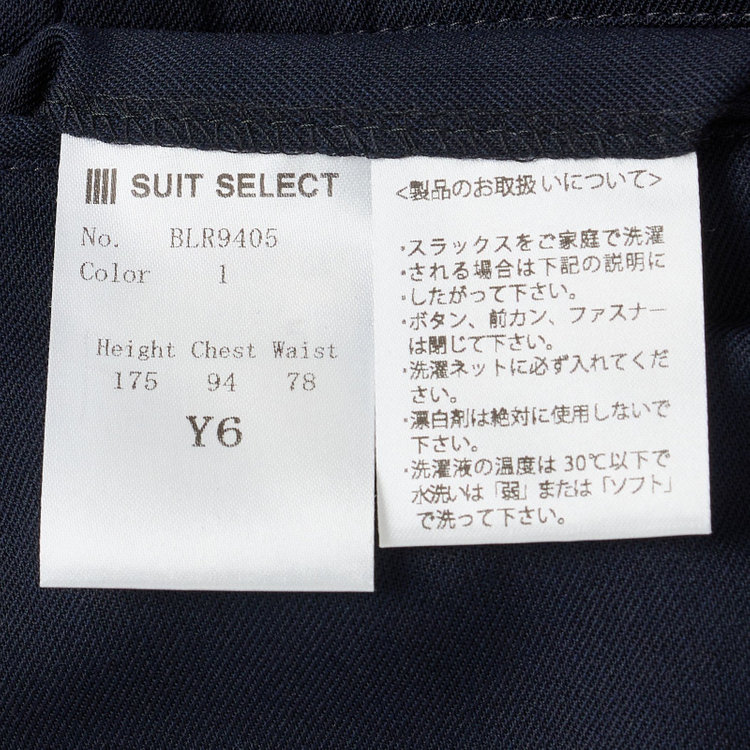 SUIT SELECT
No. BLR9405
Color 1
Height Chest Waist
175 94 78
Y6
<製品のお取扱いについて>
・スラックスをご家庭で洗濯
される場合は下記の説明に
したがって下さい。
・ボタン、前カン、ファスナー
は閉じて下さい。
・洗濯ネットに必ず入れてくだ
さい。
・漂白剤は絶対に使用しないで
下さい。
・洗濯液の温度は30℃以下で
水洗いは「弱」または「ソフト」
で洗って下さい。